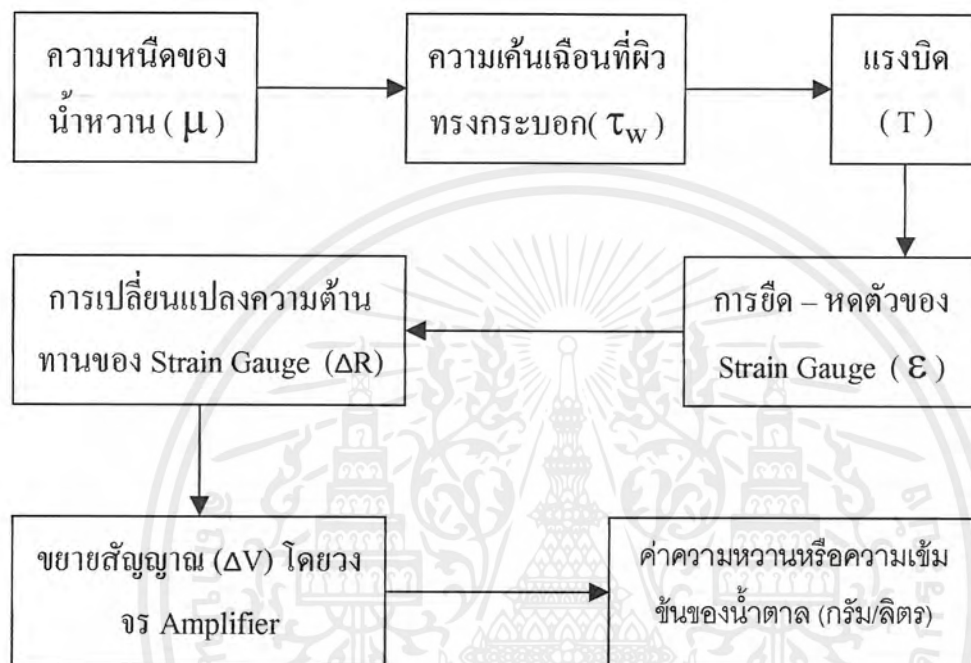 ความหนืดของ
น้ำหวาน ( μ )
ความเค้นเฉือนที่ผิว
ทรงกระบอก( τw )
แรงบิด
( T )
การยืด – หดตัวของ
Strain Gauge ( ε )
การเปลี่ยนแปลงความต้าน
ทานของ Strain Gauge (ΔR)
ขยายสัญญาณ (ΔV) โดยวง
จร Amplifier
ค่าความหวานหรือความเข้ม
ข้นของน้ำตาล (กรัม/ลิตร)